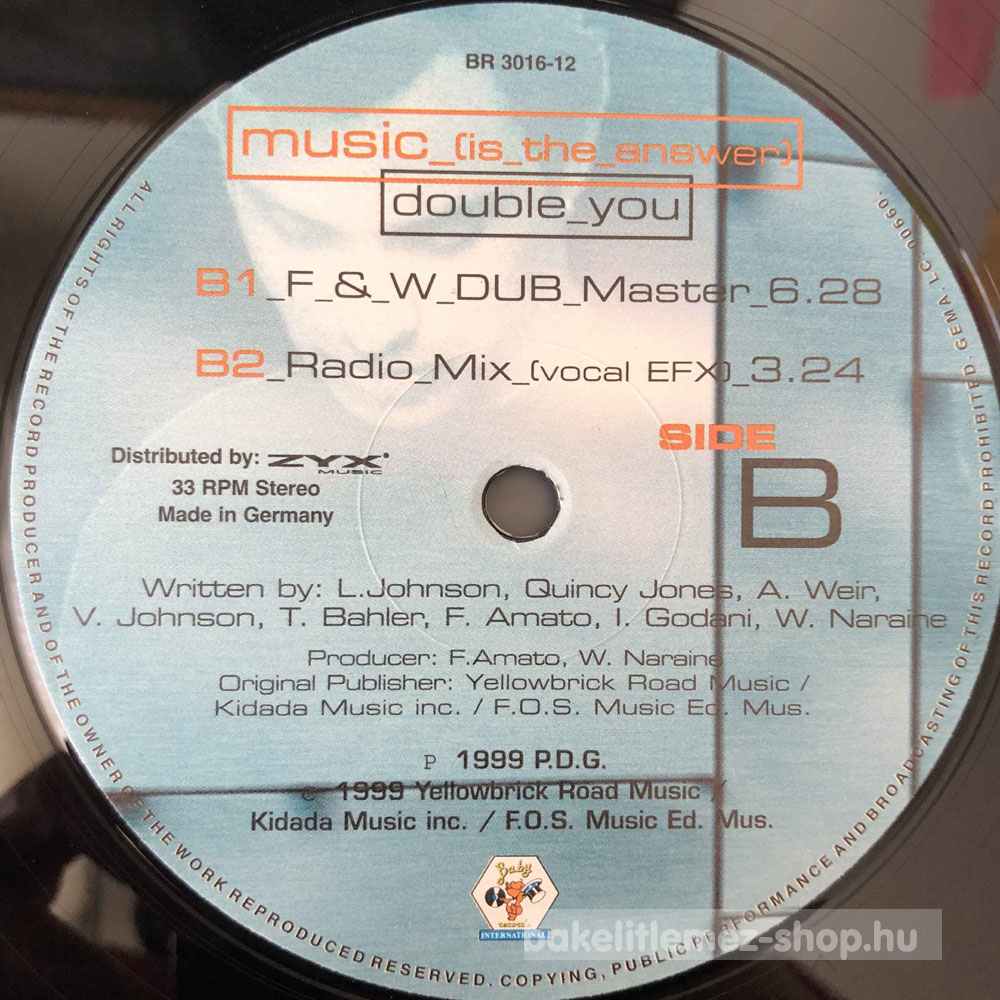 BR 3016-12
music_(is_the_answer)
double_you
B1_F_&_W_DUB_Master_6.28
B2_Radio_Mix_(vocal EFX)_3.24
SIDE
B
Distributed by: ZYX
MUSIC
33 RPM Stereo
Made in Germany
Written by: L.Johnson, Quincy Jones, A. Weir,
V. Johnson, T. Bahler, F. Amato, I. Godani, W. Naraine
Producer: F.Amato, W. Naraine
Original Publisher: Yellowbrick Road Music /
Kidada Music inc. / F.O.S. Music Ed. Mus.
P 1999 P.D.G.
© 1999 Yellowbrick Road Music /
Kidada Music inc. / F.O.S. Music Ed. Mus.
Baby
RECORDS
INTERNATIONAL
ALL RIGHTS OF THE RECORD PRODUCER AND OF THE OWNER OF THE WORK REPRODUCED RESERVED. COPYING, PUBLIC PERFORMANCE AND BROADCASTING OF THIS RECORD PROHIBITED. GEMA. LC. 00660.
bakelitlemez-shop.hu